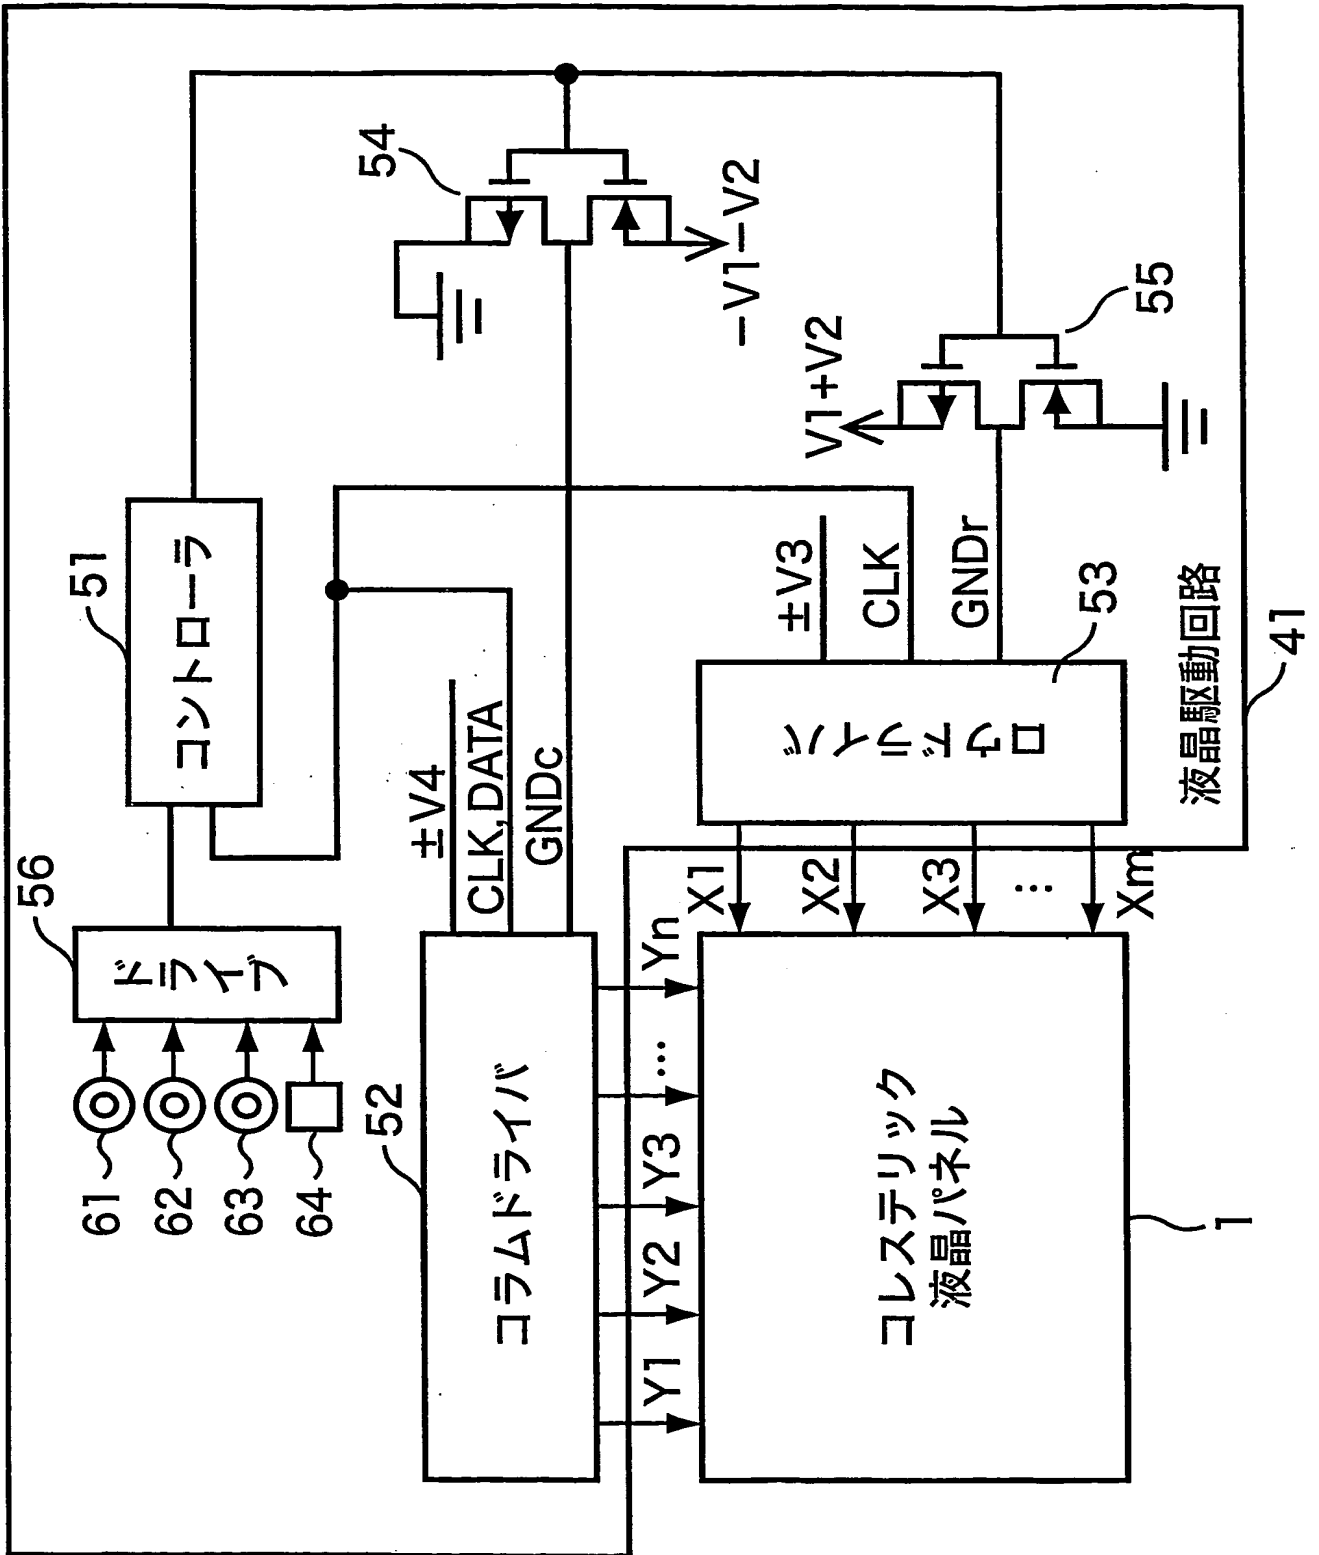 61
62
63
64
56
ドライブ
51
コントローラ
54
-V1-V2
V1+V2
55
52
コラムドライバ
±V4
CLK,DATA
GNDc
±V3
CLK
GNDr
53
ロウドライバ
液晶駆動回路
41
Y1
Y2
Y3
...
Yn
X1
X2
X3
...
Xm
コレステリック
液晶パネル
1